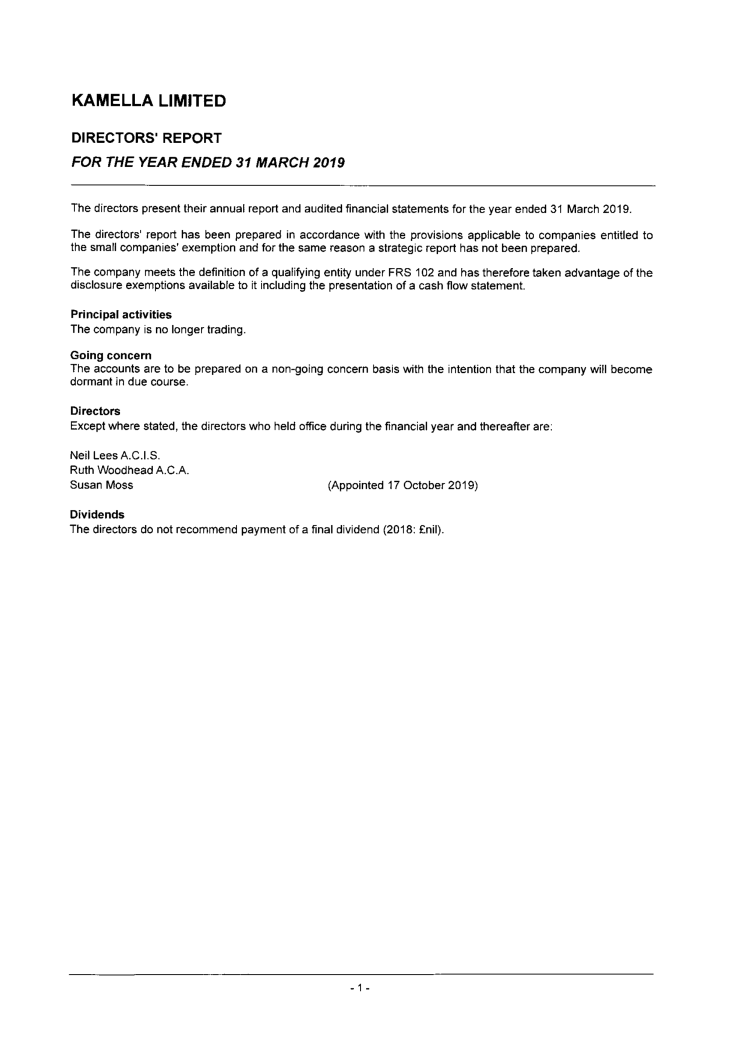 KAMELLA LIMITED
DIRECTORS' REPORT
FOR THE YEAR ENDED 31 MARCH 2019
The directors present their annual report and audited financial statements for the year ended 31 March 2019.
The directors' report has been prepared in accordance with the provisions applicable to companies entitled to
the small companies' exemption and for the same reason a strategic report has not been prepared.
The company meets the definition of a qualifying entity under FRS 102 and has therefore taken advantage of the
disclosure exemptions available to it including the presentation of a cash flow statement.
Principal activities
The company is no longer trading.
Going concern
The accounts are to be prepared on a non-going concern basis with the intention that the company will become
dormant in due course.
Directors
Except where stated, the directors who held office during the financial year and thereafter are:
Neil Lees A.C.I.S.
Ruth Woodhead A.C.A.
Susan Moss (Appointed 17 October 2019)
Dividends
The directors do not recommend payment of a final dividend (2018: £nil).
- 1 -